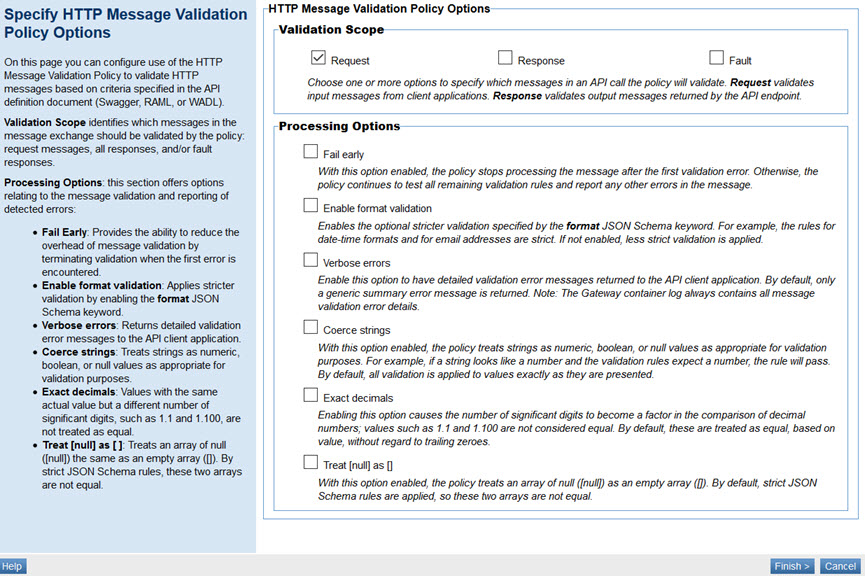 Specify HTTP Message Validation
Policy Options
On this page you can configure use of the HTTP
Message Validation Policy to validate HTTP
messages based on criteria specified in the API
definition document (Swagger, RAML, or WADL).
Validation Scope identifies which messages in the
message exchange should be validated by the policy:
request messages, all responses, and/or fault
responses.
Processing Options: this section offers options
relating to the message validation and reporting of
detected errors:
• Fail Early: Provides the ability to reduce the
overhead of message validation by
terminating validation when the first error is
encountered.
• Enable format validation: Applies stricter
validation by enabling the format JSON
Schema keyword.
• Verbose errors: Returns detailed validation
error messages to the API client application.
• Coerce strings: Treats strings as numeric,
boolean, or null values as appropriate for
validation purposes.
• Exact decimals: Values with the same
actual value but a different number of
significant digits, such as 1.1 and 1.100, are
not treated as equal.
• Treat [null] as [ ]: Treats an array of null
([null]) the same as an empty array ([]). By
strict JSON Schema rules, these two arrays
are not equal.
HTTP Message Validation Policy Options
Validation Scope
Request Response Fault
Choose one or more options to specify which messages in an API call the policy will validate. Request validates
input messages from client applications. Response validates output messages returned by the API endpoint.
Processing Options
Fail early
With this option enabled, the policy stops processing the message after the first validation error. Otherwise, the
policy continues to test all remaining validation rules and report any other errors in the message.
Enable format validation
Enables the optional stricter validation specified by the format JSON Schema keyword. For example, the rules for
date-time formats and for email addresses are strict. If not enabled, less strict validation is applied.
Verbose errors
Enable this option to have detailed validation error messages returned to the API client application. By default, only
a generic summary error message is returned. Note: The Gateway container log always contains all message
validation error details.
Coerce strings
With this option enabled, the policy treats strings as numeric, boolean, or null values as appropriate for validation
purposes. For example, if a string looks like a number and the validation rules expect a number, the rule will pass.
By default, all validation is applied to values exactly as they are presented.
Exact decimals
Enabling this option causes the number of significant digits to become a factor in the comparison of decimal
numbers; values such as 1.1 and 1.100 are not considered equal. By default, these are treated as equal, based on
value, without regard to trailing zeroes.
Treat [null] as []
With this option enabled, the policy treats an array of null ([null]) as an empty array ([]). By default, strict JSON
Schema rules are applied, so these two arrays are not equal.
Help Finish > Cancel